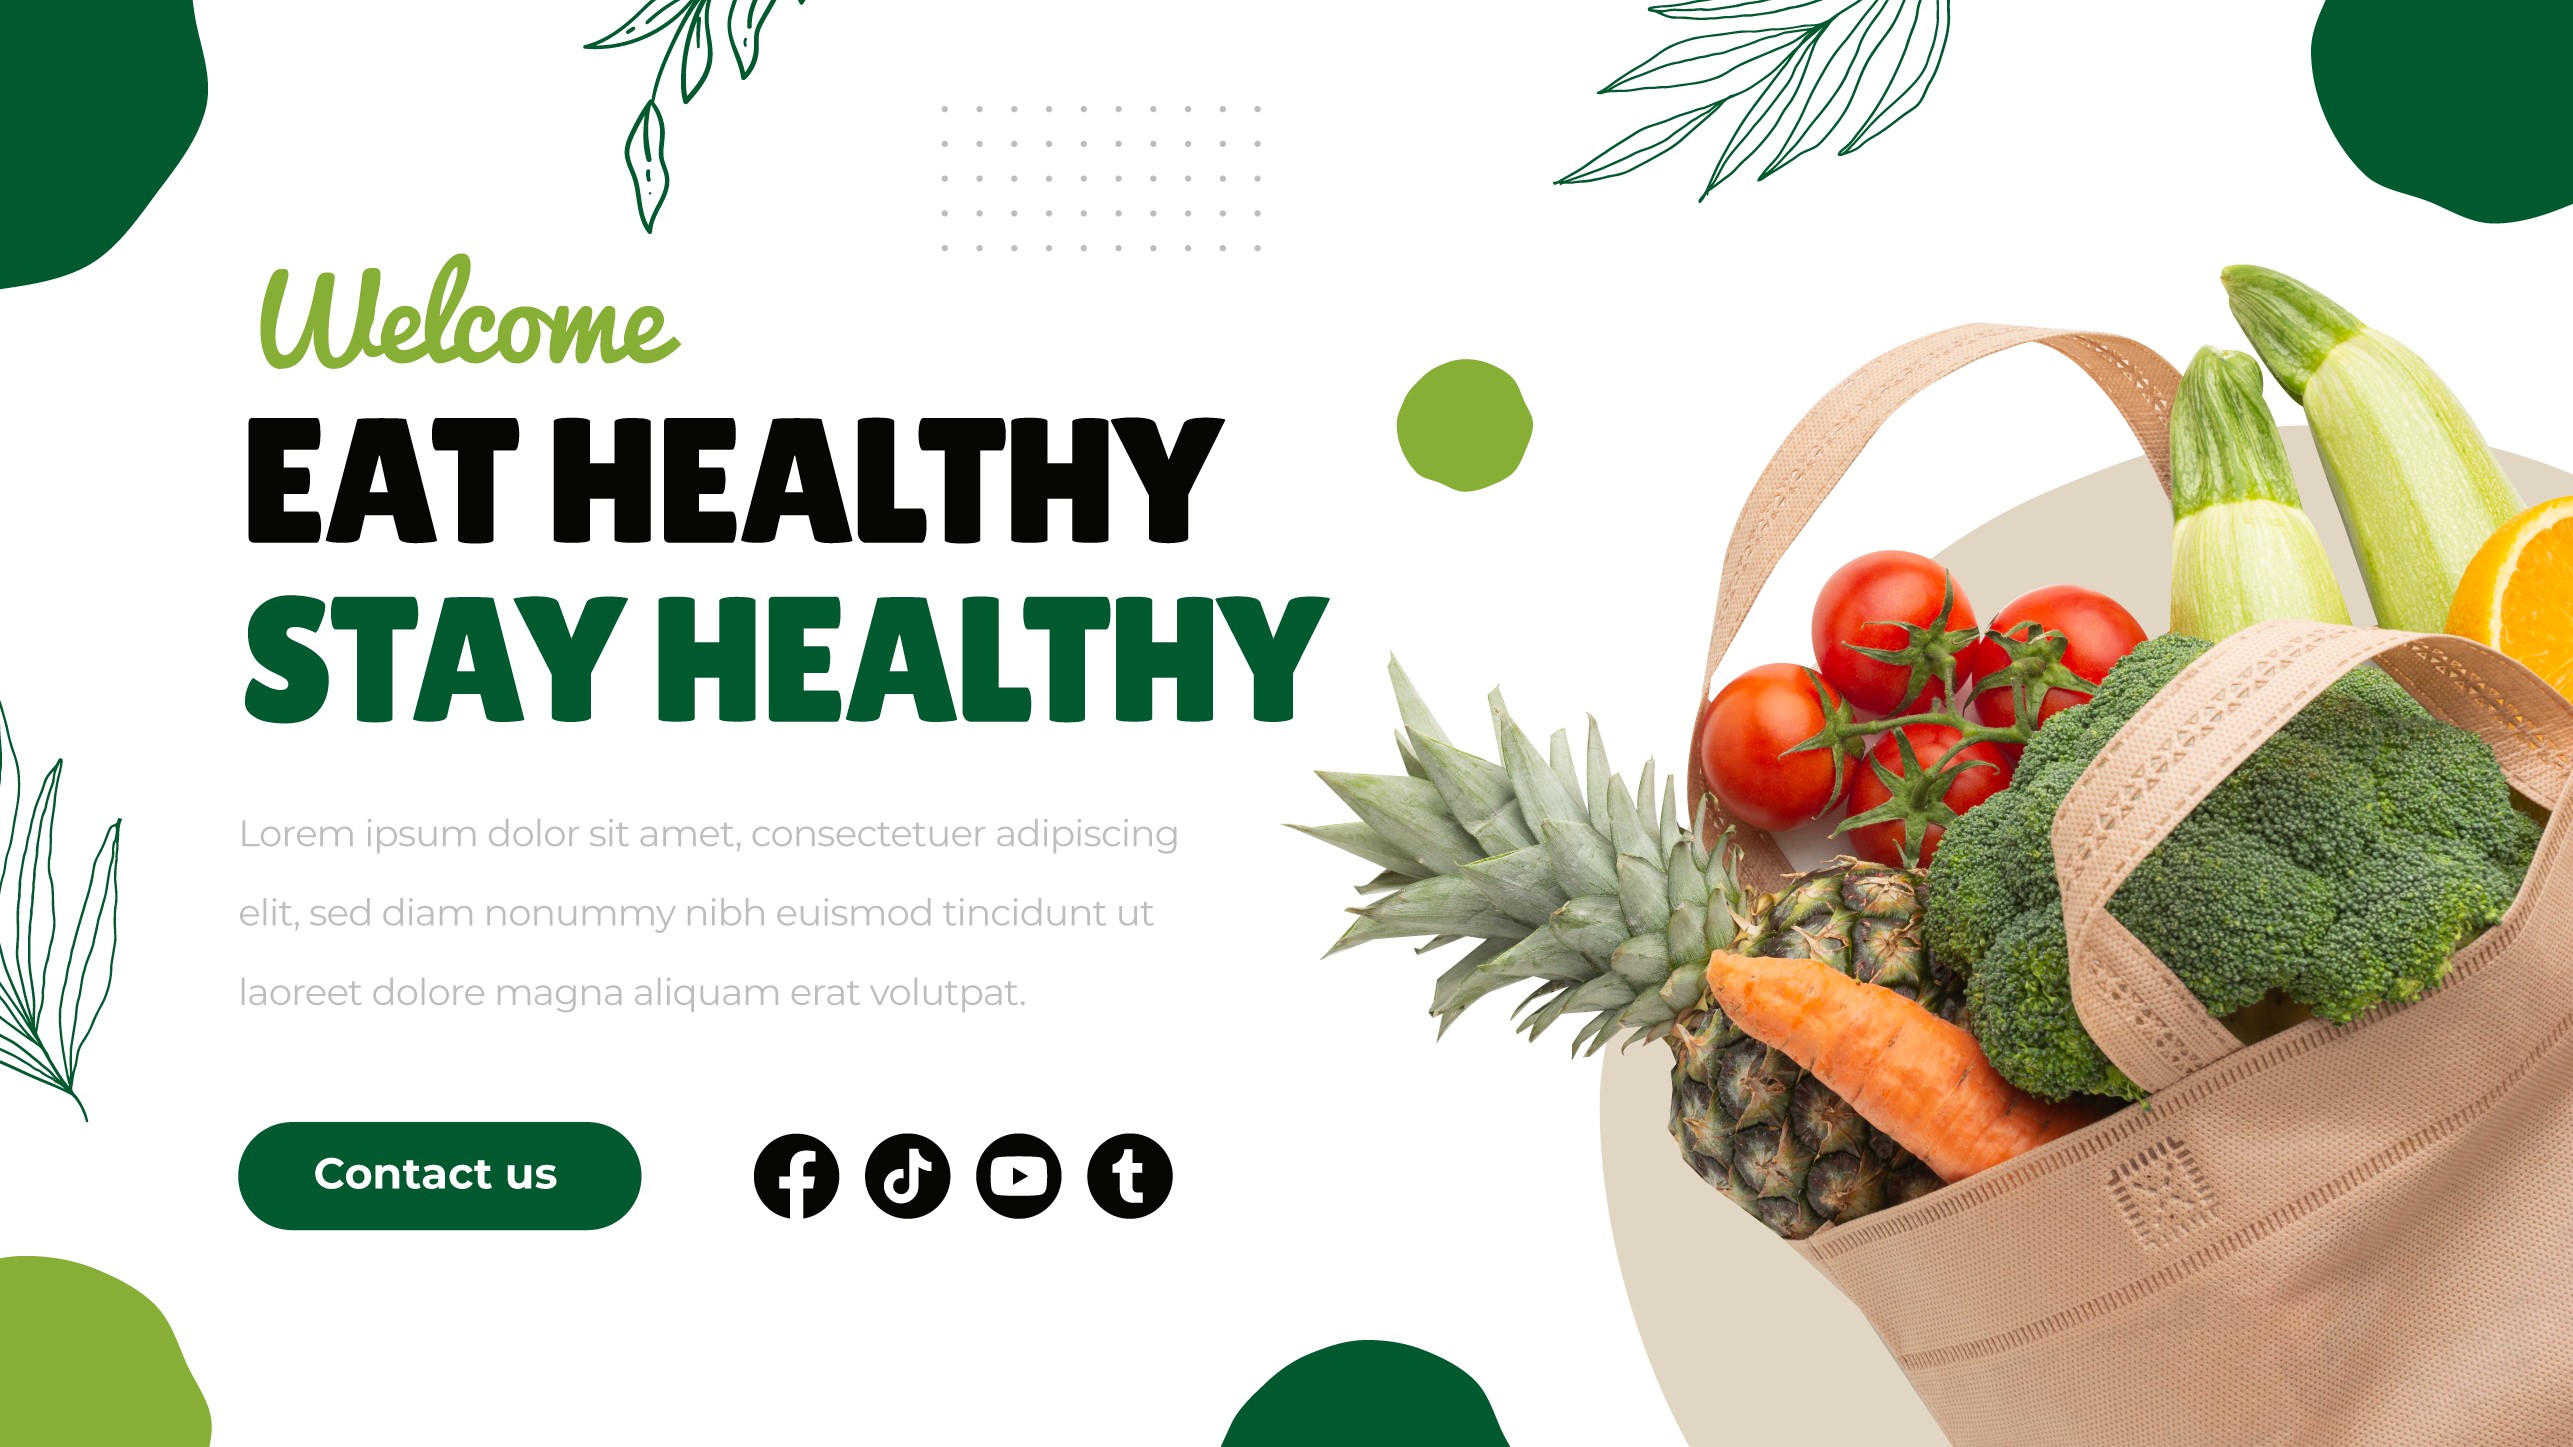 Welcome
EAT HEALTHY
STAY HEALTHY
Lorem ipsum dolor sit amet, consectetuer adipiscing
elit, sed diam nonummy nibh euismod tincidunt ut
laoreet dolore magna aliquam erat volutpat.
Contact us